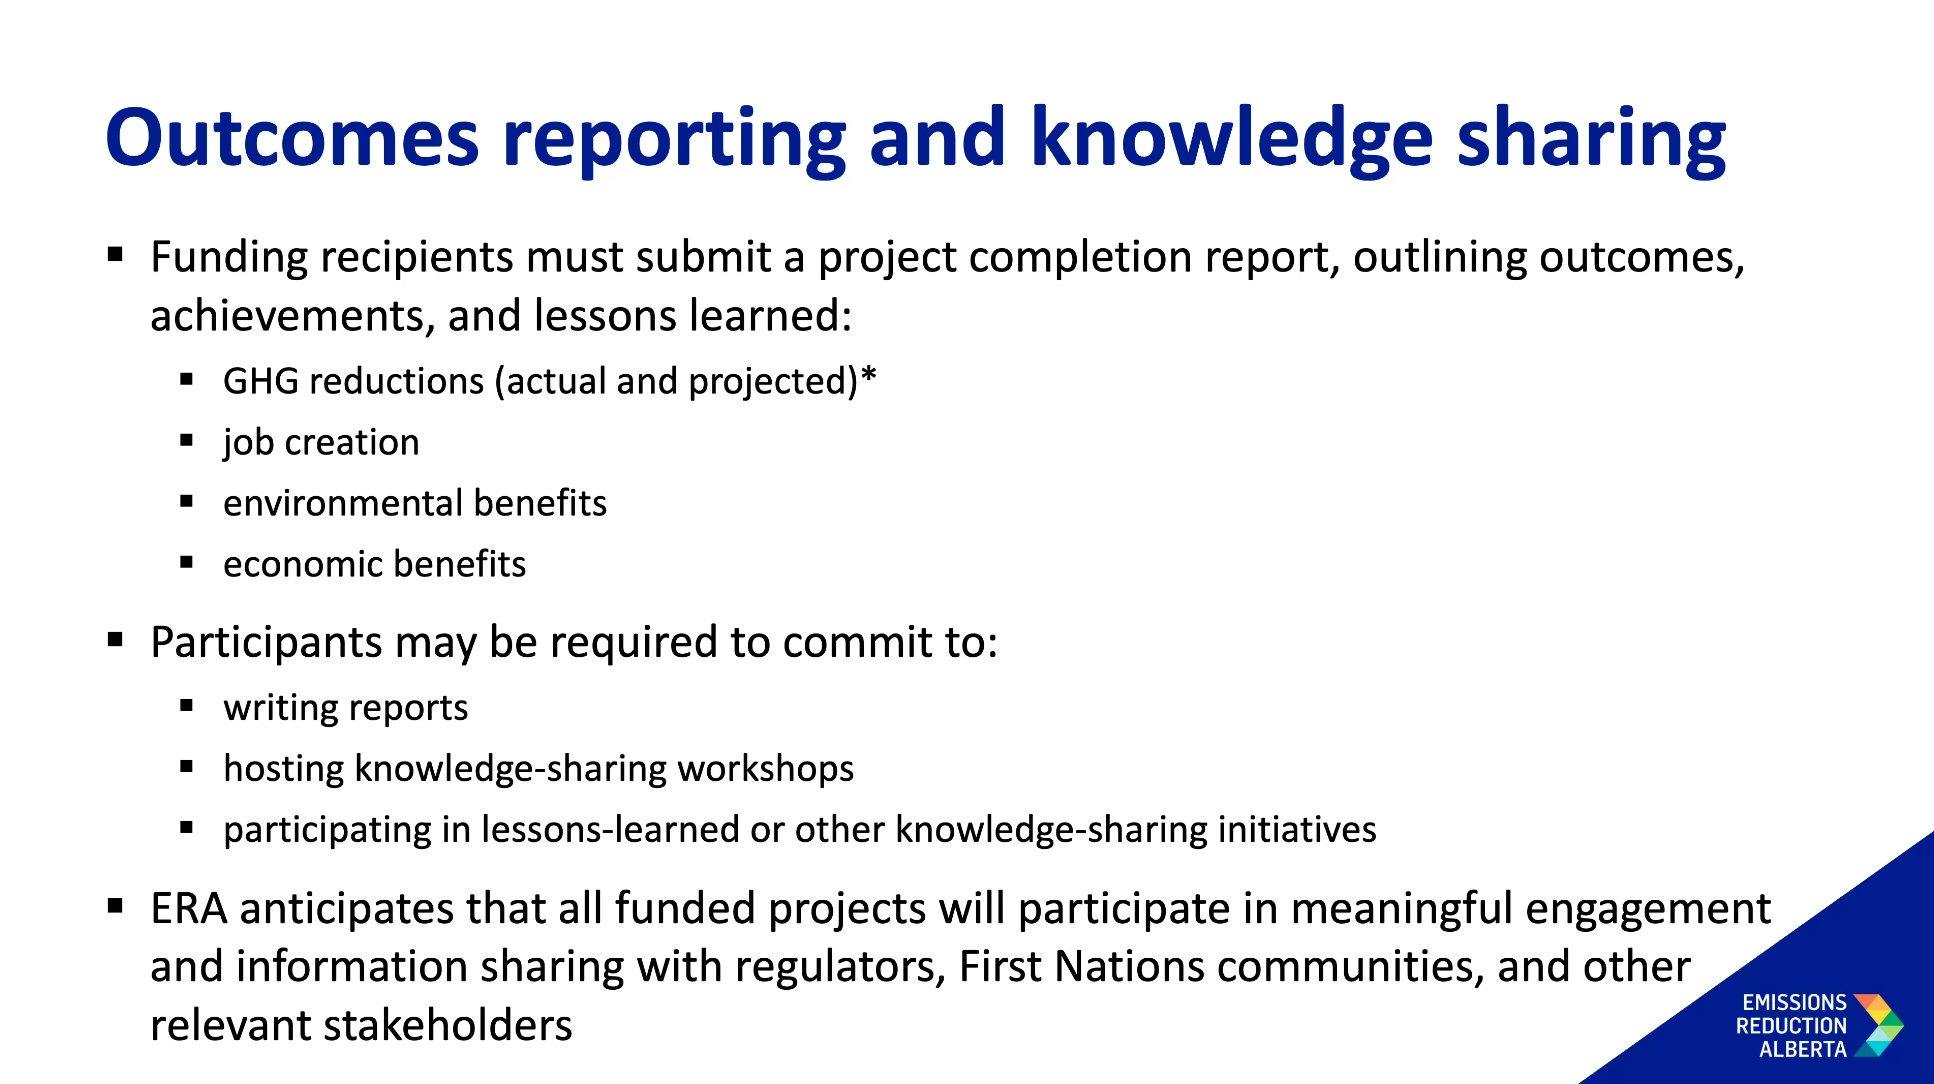 Outcomes reporting and knowledge sharing
▪ Funding recipients must submit a project completion report, outlining outcomes,
achievements, and lessons learned:
▪ GHG reductions (actual and projected)*
▪ job creation
▪ environmental benefits
▪ economic benefits
▪ Participants may be required to commit to:
▪ writing reports
▪ hosting knowledge-sharing workshops
▪ participating in lessons-learned or other knowledge-sharing initiatives
▪ ERA anticipates that all funded projects will participate in meaningful engagement
and information sharing with regulators, First Nations communities, and other
relevant stakeholders
EMISSIONS
REDUCTION
ALBERTA